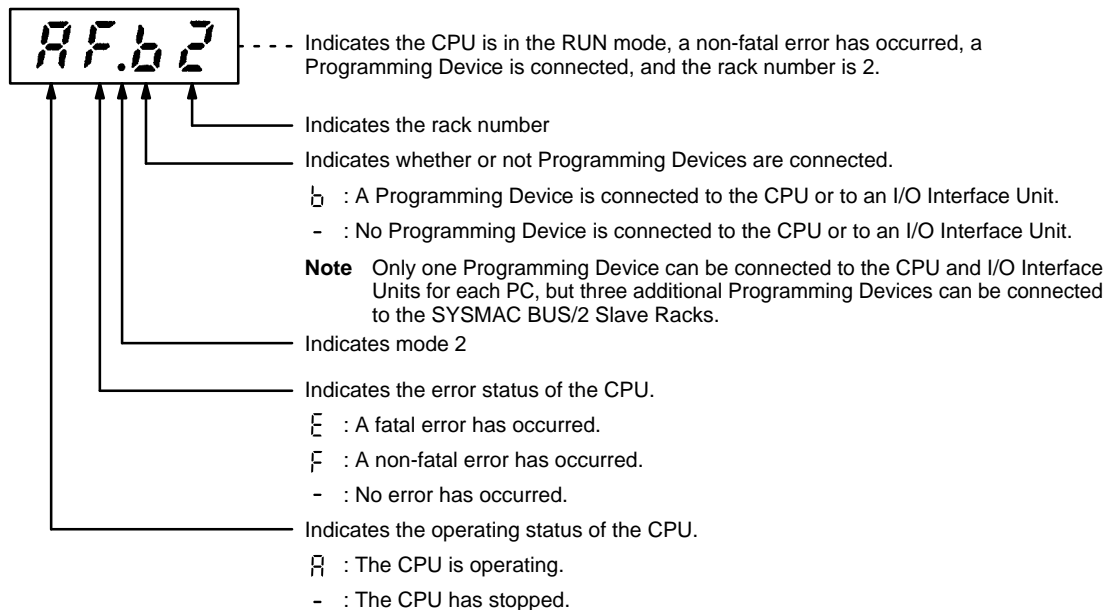 AF.b2
Indicates the CPU is in the RUN mode, a non-fatal error has occurred, a
Programming Device is connected, and the rack number is 2.
Indicates the rack number
Indicates whether or not Programming Devices are connected.
b : A Programming Device is connected to the CPU or to an I/O Interface Unit.
- : No Programming Device is connected to the CPU or to an I/O Interface Unit.
Note Only one Programming Device can be connected to the CPU and I/O Interface
Units for each PC, but three additional Programming Devices can be connected
to the SYSMAC BUS/2 Slave Racks.
Indicates mode 2
Indicates the error status of the CPU.
E : A fatal error has occurred.
F : A non-fatal error has occurred.
- : No error has occurred.
Indicates the operating status of the CPU.
A : The CPU is operating.
- : The CPU has stopped.